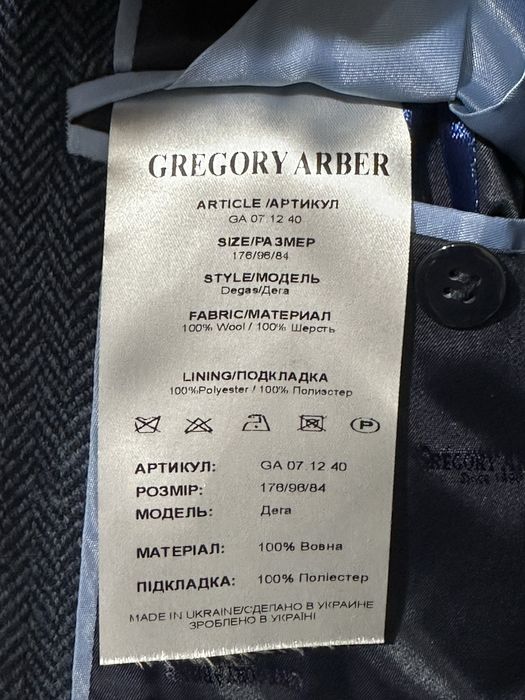 GREGORY ARBER
ARTICLE /АРТИКУЛ
GA 07.12 40
SIZE/РАЗМЕР
176/96/84
STYLE/МОДЕЛЬ
Degas/Дега
FABRIC/МАТЕРИАЛ
100% Wool / 100% Шерсть
LINING/ПОДКЛАДКА
100%Polyester / 100% Полиэстер
P
АРТИКУЛ: GA 07.12 40
РОЗМІР: 176/96/84
МОДЕЛЬ: Дега
МАТЕРІАЛ: 100% Вовна
ПІДКЛАДКА: 100% Поліестер
MADE IN UKRAINE/СДЕЛАНО В УКРАИНЕ
ЗРОБЛЕНО В УКРАЇНІ
GREGORY
Since